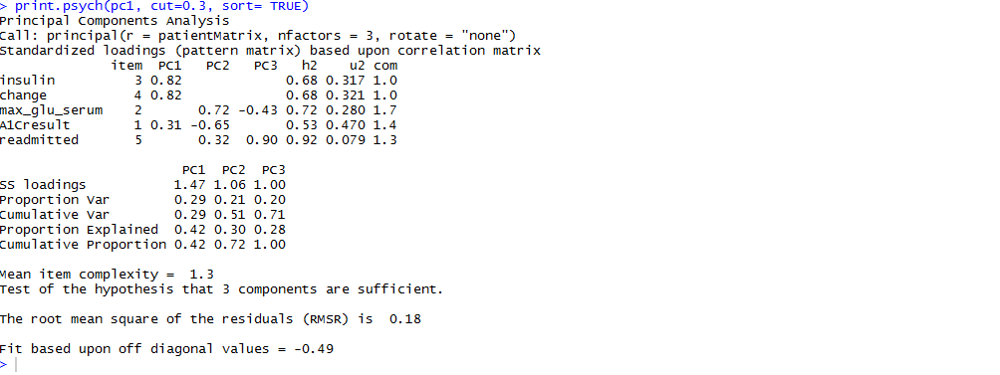 > print.psych(pc1, cut=0.3, sort= TRUE)
Principal Components Analysis
Call: principal(r = patientMatrix, nfactors = 3, rotate = "none")
Standardized loadings (pattern matrix) based upon correlation matrix
              item  PC1   PC2   PC3   h2    u2 com
insulin          3 0.82             0.68 0.317 1.0
change           4 0.82             0.68 0.321 1.0
max_glu_serum    2       0.72 -0.43 0.72 0.280 1.7
A1Cresult        1 0.31 -0.65       0.53 0.470 1.4
readmitted       5       0.32  0.90 0.92 0.079 1.3

                       PC1  PC2  PC3
SS loadings           1.47 1.06 1.00
Proportion Var        0.29 0.21 0.20
Cumulative Var        0.29 0.51 0.71
Proportion Explained  0.42 0.30 0.28
Cumulative Proportion 0.42 0.72 1.00

Mean item complexity =  1.3
Test of the hypothesis that 3 components are sufficient.

The root mean square of the residuals (RMSR) is  0.18

Fit based upon off diagonal values = -0.49
>